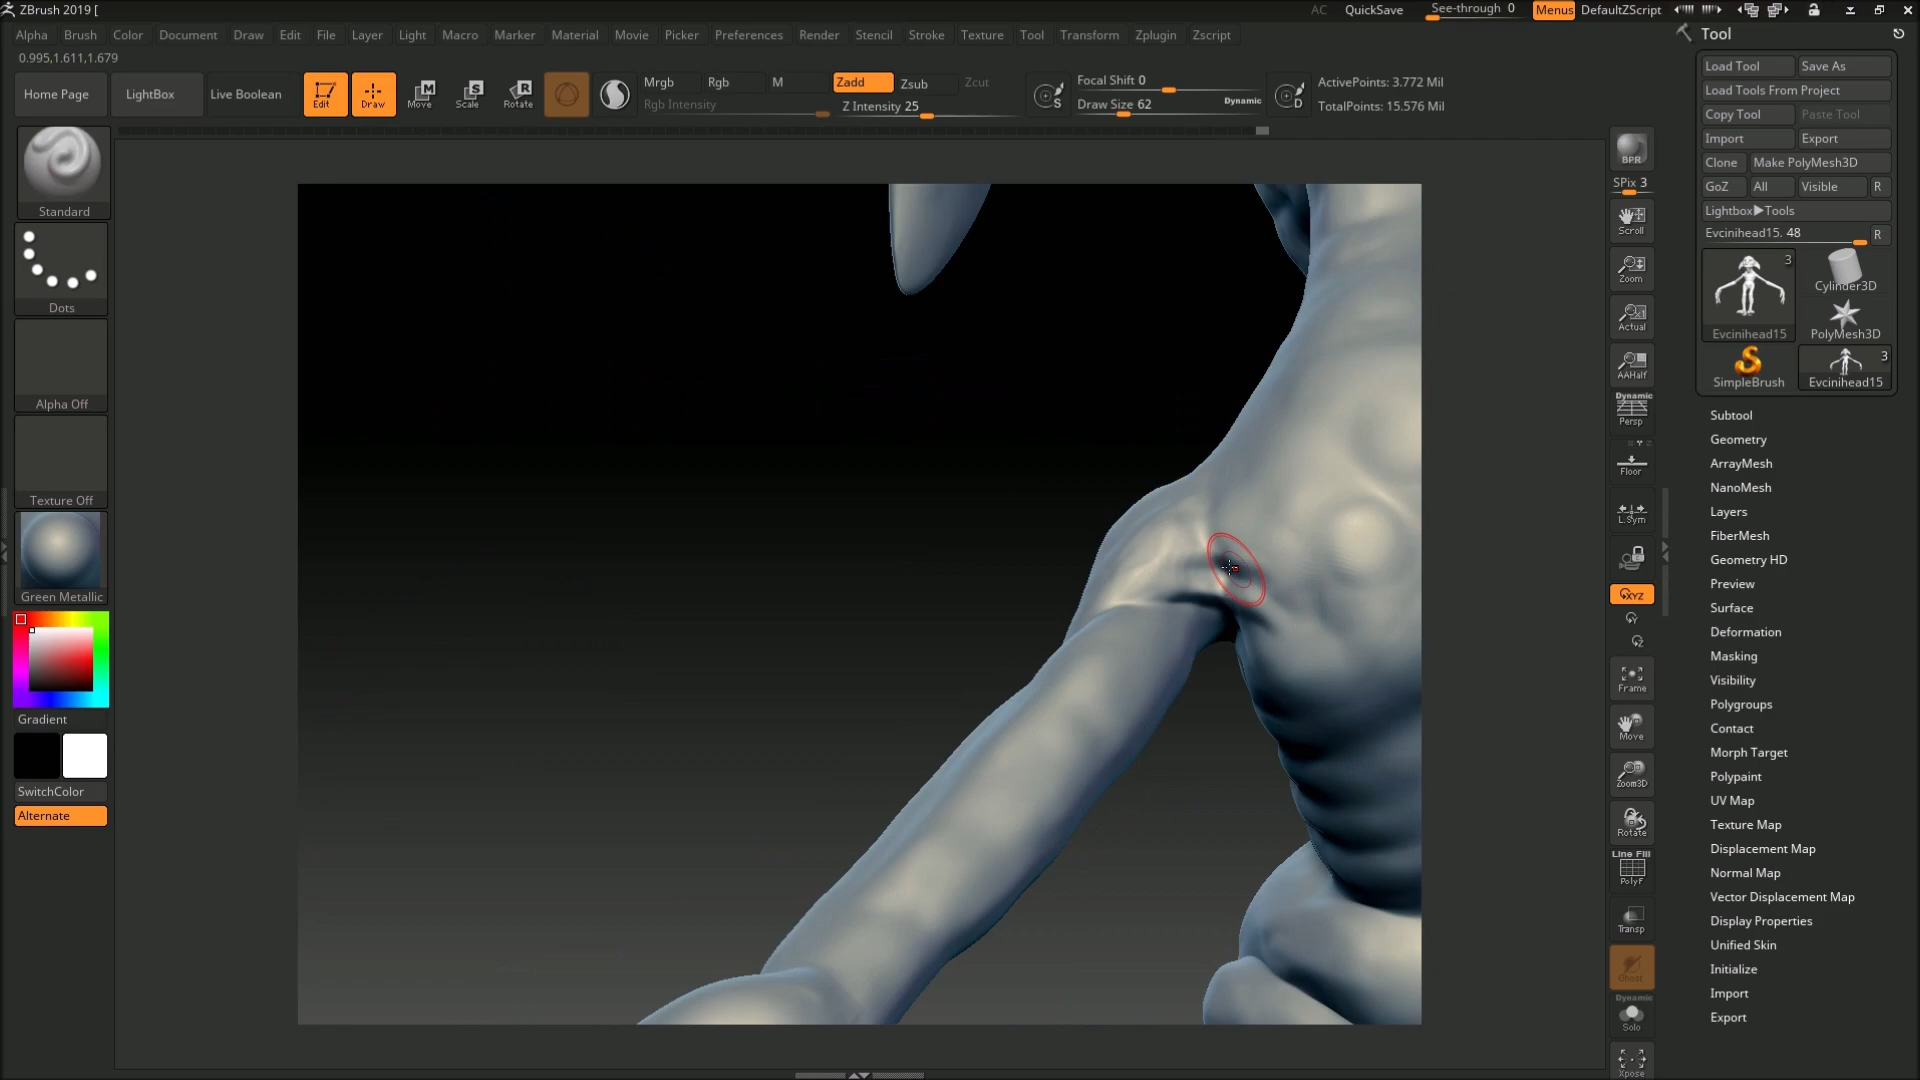 ZBrush 2019 [
AC QuickSave See-through 0 Menus DefaultZScript
Alpha Brush Color Document Draw Edit File Layer Light Macro Marker Material Movie Picker Preferences Render Stencil Stroke Texture Tool Transform Zplugin Zscript
0.995,1.611,1.679
Home Page LightBox Live Boolean Edit Draw Move Scale Rotate
Mrgb Rgb M Zadd Zsub Zcut
Rgb Intensity Z Intensity 25
Focal Shift 0
Draw Size 62 Dynamic
ActivePoints: 3.772 Mil
TotalPoints: 15.576 Mil
Standard
Dots
Alpha Off
Texture Off
Green Metallic
Gradient
SwitchColor
Alternate
BPR
SPix 3
Scroll
Zoom
Actual
AAHalf
Dynamic
Persp
Floor
L.Sym
XYZ
Frame
Move
Zoom3D
Rotate
Line Fill
PolyF
Transp
Ghost
Dynamic
Solo
Xpose
Tool
Load Tool Save As
Load Tools From Project
Copy Tool Paste Tool
Import Export
Clone Make PolyMesh3D
GoZ All Visible R
Lightbox▶Tools
Evcinihead15. 48 R
3
Cylinder3D
Evcinihead15 PolyMesh3D
3
SimpleBrush Evcinihead15
Subtool
Geometry
ArrayMesh
NanoMesh
Layers
FiberMesh
Geometry HD
Preview
Surface
Deformation
Masking
Visibility
Polygroups
Contact
Morph Target
Polypaint
UV Map
Texture Map
Displacement Map
Normal Map
Vector Displacement Map
Display Properties
Unified Skin
Initialize
Import
Export